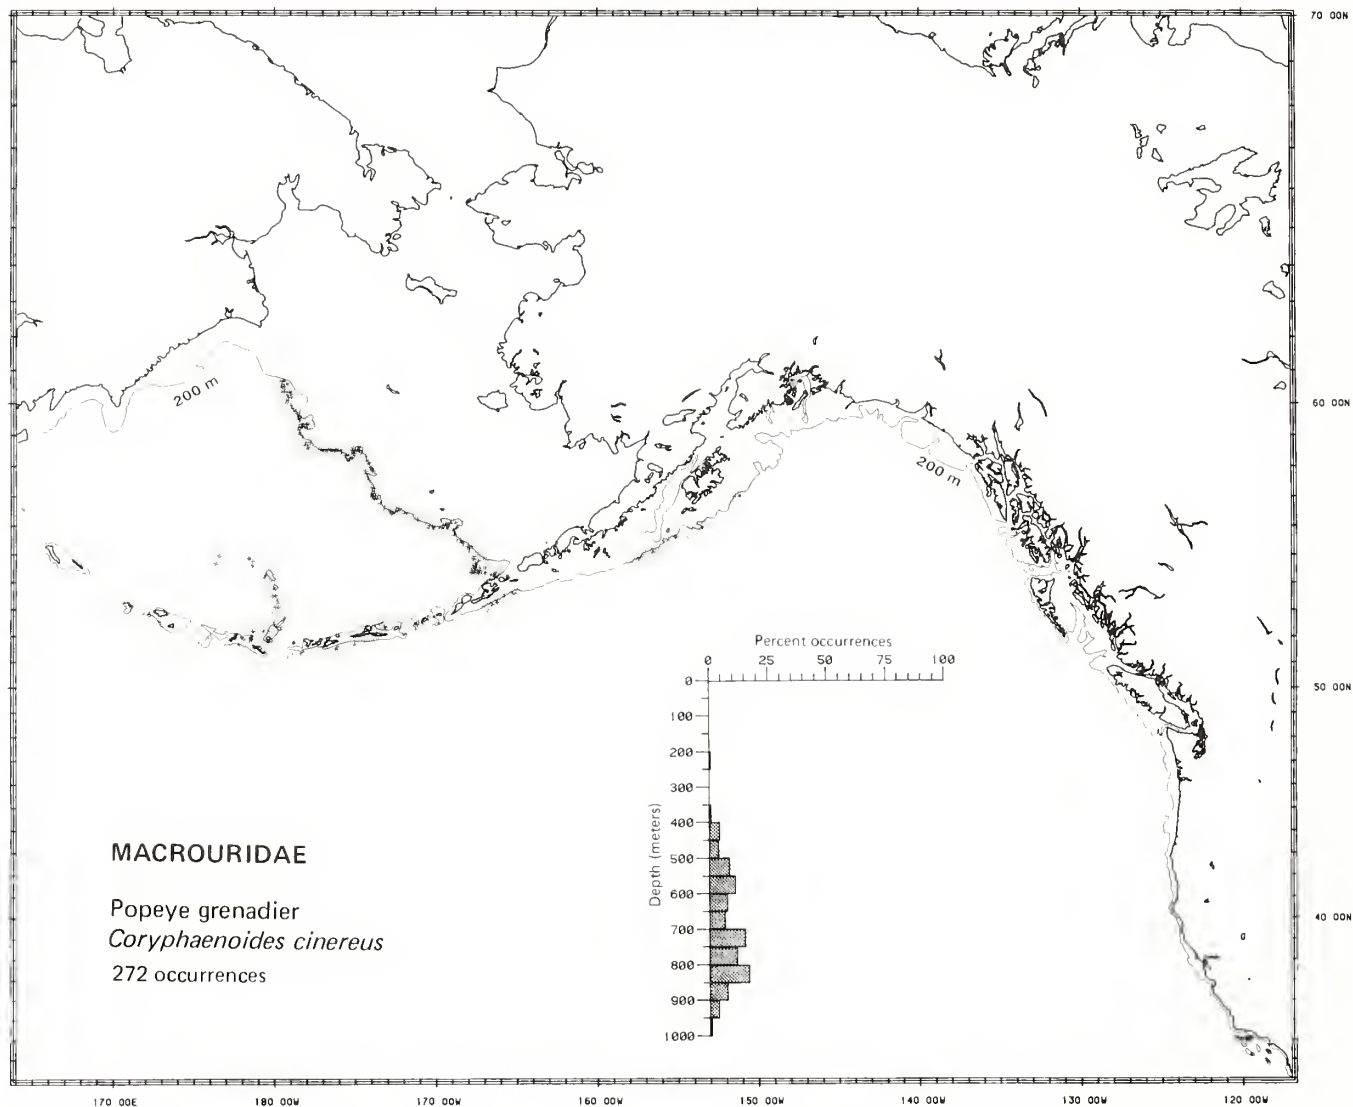 70 00N
200 m
60 00N
200 m
Percent occurrences
0 25 50 75 100
50 00N
0
100
200
300
400
500
600
700
800
900
1000
Depth (meters)
40 00N
MACROURIDAE
Popeye grenadier
Coryphaenoides cinereus
272 occurrences
170 00E 180 00W 170 00W 160 00W 150 00W 140 00W 130 00W 120 00W